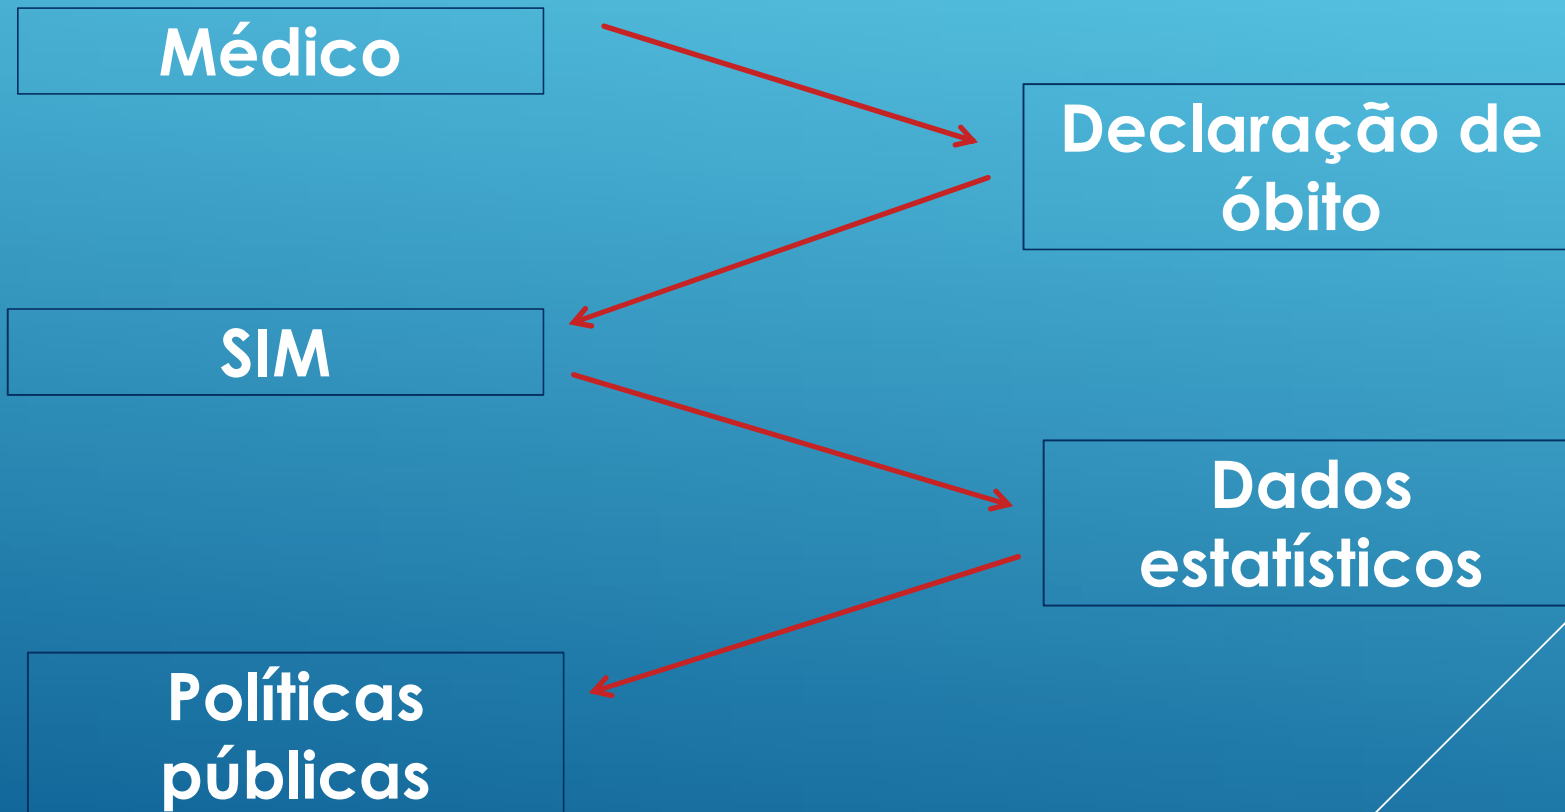 Médico
Declaração de
óbito
SIM
Dados
estatísticos
Políticas
públicas